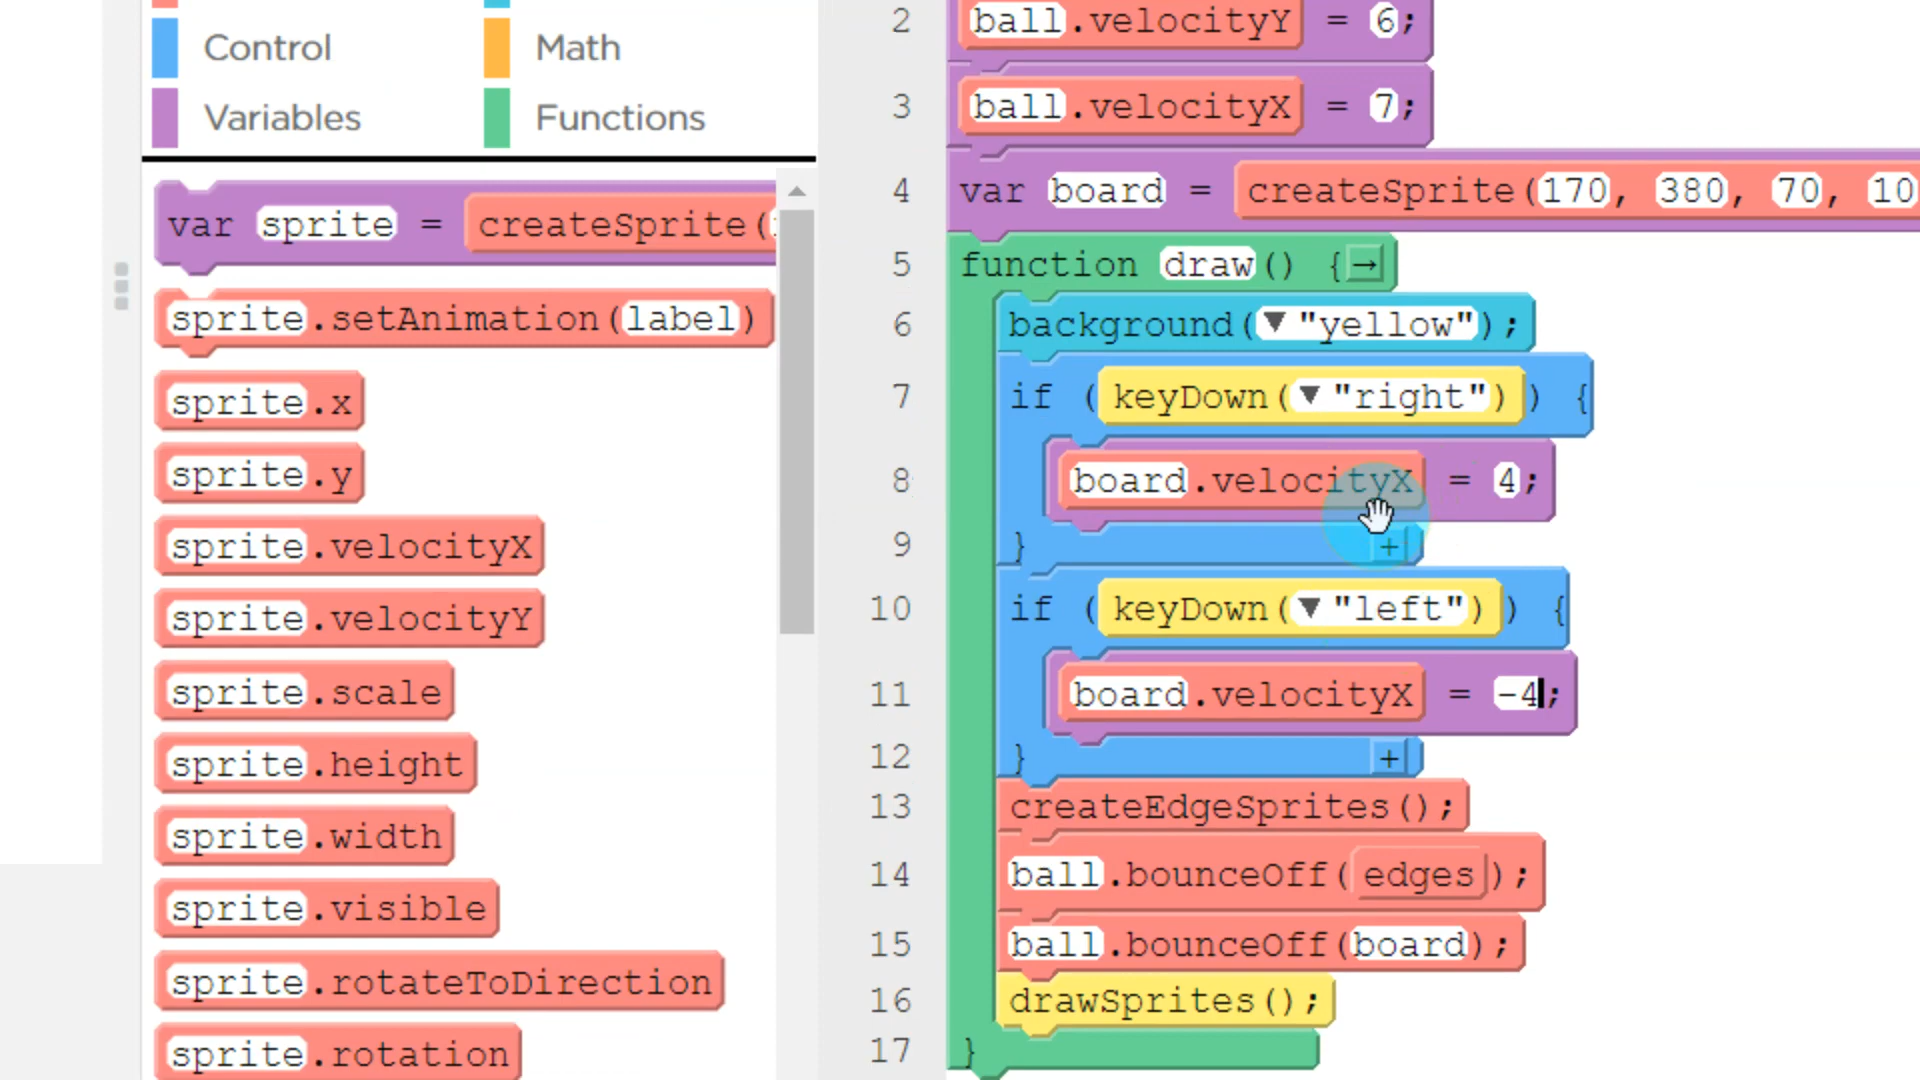 Control
Math
Variables
Functions
var sprite = createSprite(
sprite.setAnimation(label)
sprite.x
sprite.y
sprite.velocityX
sprite.velocityY
sprite.scale
sprite.height
sprite.width
sprite.visible
sprite.rotateToDirection
sprite.rotation
2 ball.velocityY = 6;
3 ball.velocityX = 7;
4 var board = createSprite(170, 380, 70, 10
5 function draw() {→
6 background(▼"yellow");
7 if (keyDown(▼"right")) {
8 board.velocityX = 4;
9 } +
10 if (keyDown(▼"left")) {
11 board.velocityX = -4;
12 } +
13 createEdgeSprites();
14 ball.bounceOff(edges);
15 ball.bounceOff(board);
16 drawSprites();
17 }